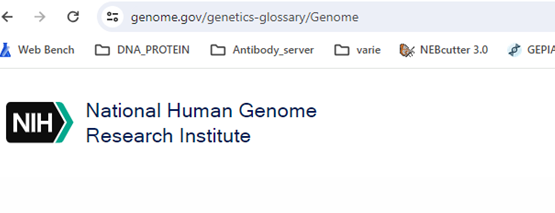 genome.gov/genetics-glossary/Genome
Web Bench DNA_PROTEIN Antibody_server varie NEBcutter 3.0 GEPIA
NIH National Human Genome
Research Institute